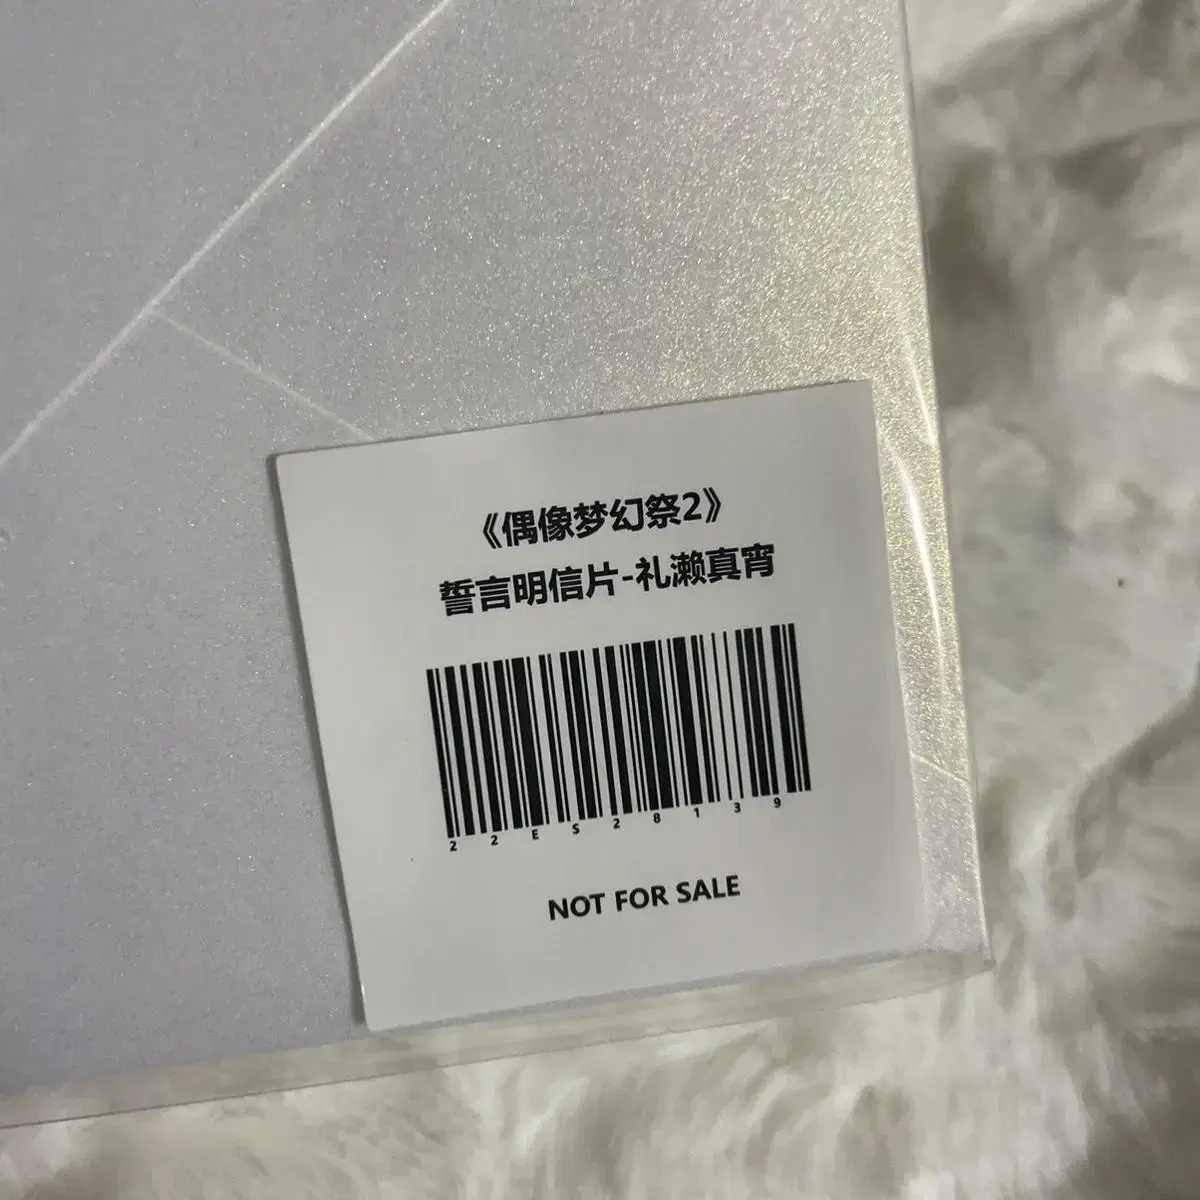 《偶像梦幻祭2》
誓言明信片-礼濑真宵
22ES28139
NOT FOR SALE